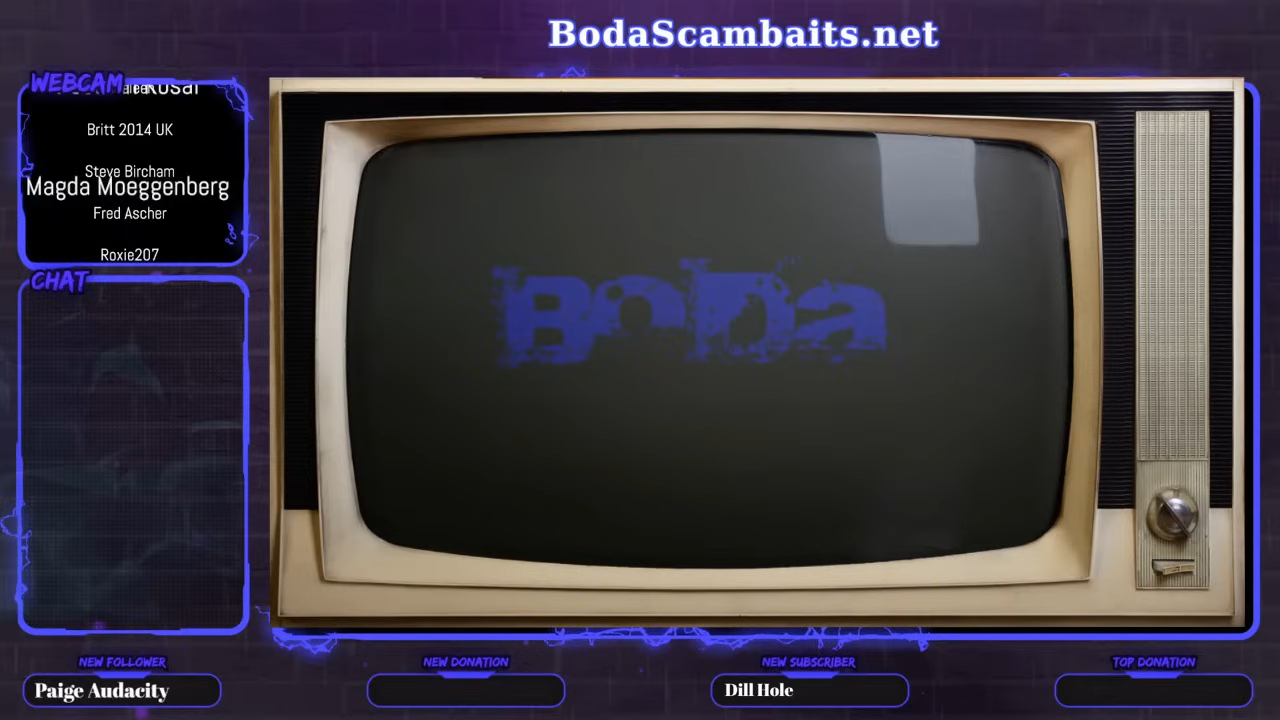 BodaScambaits.net
WEBCAM
Britt 2014 UK
Steve Bircham
Magda Moeggenberg
Fred Ascher
Roxie207
CHAT
BoDa
NEW FOLLOWER
NEW DONATION
NEW SUBSCRIBER
TOP DONATION
Paige Audacity
Dill Hole